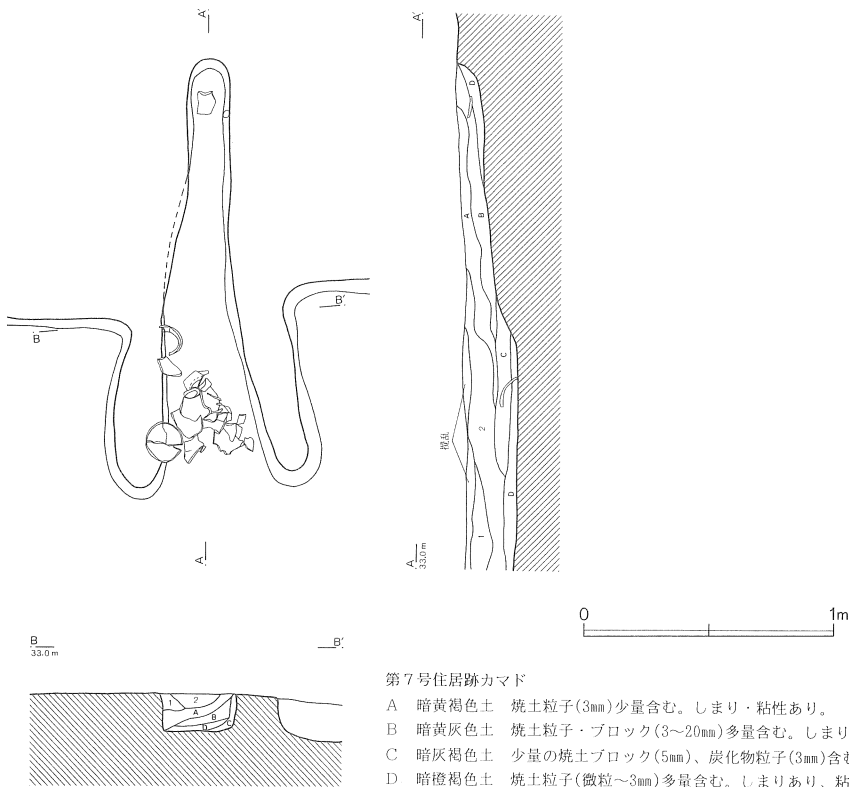 A A′
A′
D
A B
B B′
C
2
撹乱
D
1
A A
33.0m
0 1m
B B′
33.0m
1 2
A B
D C
第７号住居跡カマド
A 暗黄褐色土 焼土粒子(3㎜)少量含む。しまり・粘性あり。
B 暗黄灰色土 焼土粒子・ブロック(3～20㎜)多量含む。しまり
C 暗灰褐色土 少量の焼土ブロック(5㎜)、炭化物粒子(3㎜)含む
D 暗橙褐色土 焼土粒子(微粒～3㎜)多量含む。しまりあり、粘